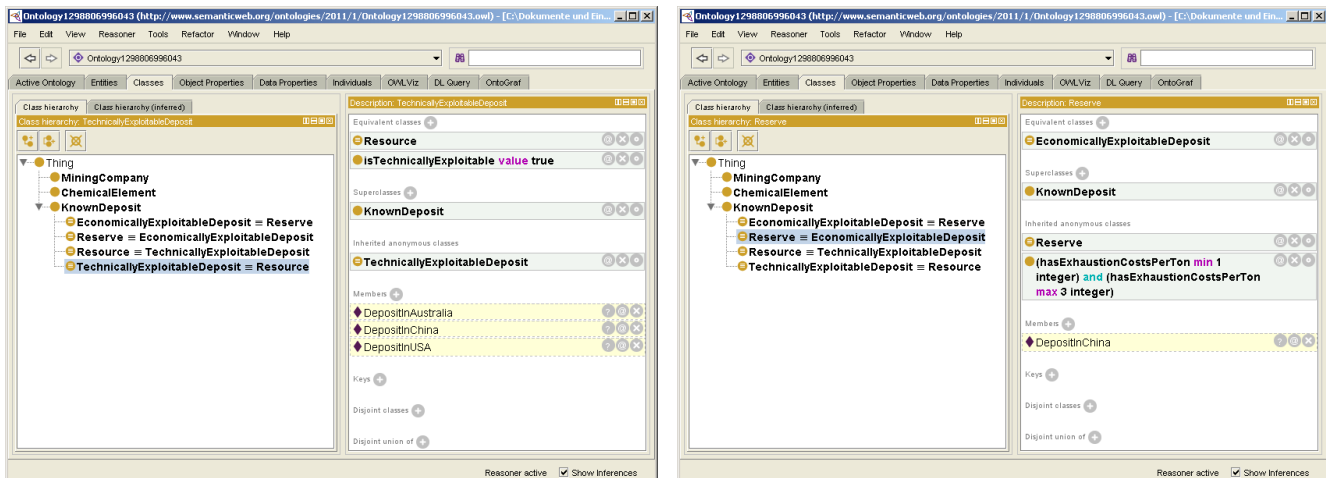 Ontology1298806996043 (http://www.semanticweb.org/ontologies/2011/1/Ontology1298806996043.owl) - [C:\Dokumente und Ein...
File Edit View Reasoner Tools Refactor Window Help
Ontology1298806996043
Active Ontology Entities Classes Object Properties Data Properties Individuals OWLViz DL Query OntoGraf
Class hierarchy Class hierarchy (inferred)
Class hierarchy: TechnicallyExploitableDeposit
Thing
MiningCompany
ChemicalElement
KnownDeposit
EconomicallyExploitableDeposit ≡ Reserve
Reserve ≡ EconomicallyExploitableDeposit
Resource ≡ TechnicallyExploitableDeposit
TechnicallyExploitableDeposit ≡ Resource
Description: TechnicallyExploitableDeposit
Equivalent classes
Resource
isTechnicallyExploitable value true
Superclasses
KnownDeposit
Inherited anonymous classes
TechnicallyExploitableDeposit
Members
DepositInAustralia
DepositInChina
DepositInUSA
Keys
Disjoint classes
Disjoint union of
Reasoner active Show Inferences
Ontology1298806996043 (http://www.semanticweb.org/ontologies/2011/1/Ontology1298806996043.owl) - [C:\Dokumente und Ein...
File Edit View Reasoner Tools Refactor Window Help
Ontology1298806996043
Active Ontology Entities Classes Object Properties Data Properties Individuals OWLViz DL Query OntoGraf
Class hierarchy Class hierarchy (inferred)
Class hierarchy: Reserve
Thing
MiningCompany
ChemicalElement
KnownDeposit
EconomicallyExploitableDeposit ≡ Reserve
Reserve ≡ EconomicallyExploitableDeposit
Resource ≡ TechnicallyExploitableDeposit
TechnicallyExploitableDeposit ≡ Resource
Description: Reserve
Equivalent classes
EconomicallyExploitableDeposit
Superclasses
KnownDeposit
Inherited anonymous classes
Reserve
(hasExhaustionCostsPerTon min 1
integer) and (hasExhaustionCostsPerTon
max 3 integer)
Members
DepositInChina
Keys
Disjoint classes
Disjoint union of
Reasoner active Show Inferences